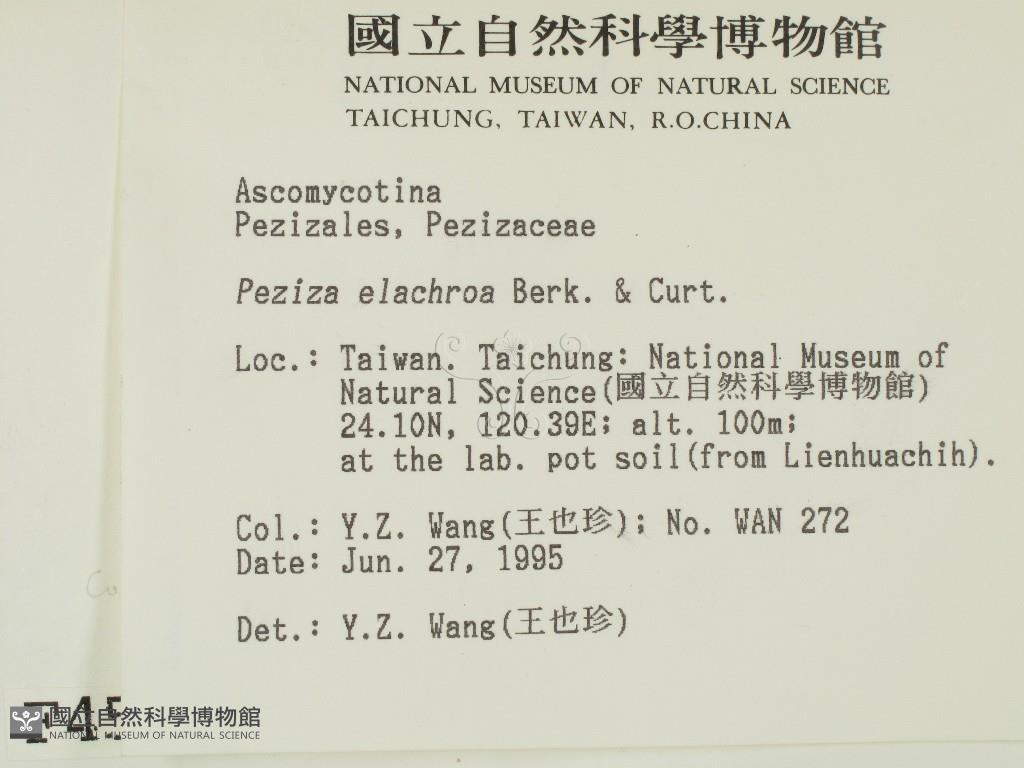 國立自然科學博物館
NATIONAL MUSEUM OF NATURAL SCIENCE
TAICHUNG, TAIWAN, R.O.CHINA
Ascomycotina
Pezizales, Pezizaceae
Peziza elachroa Berk. & Curt.
Loc.: Taiwan. Taichung: National Museum of
Natural Science(國立自然科學博物館)
24.10N, 120.39E; alt. 100m;
at the lab. pot soil(from Lienhuachih).
Col.: Y.Z. Wang(王也珍); No. WAN 272
Date: Jun. 27, 1995
Det.: Y.Z. Wang(王也珍)
國立自然科學博物館
NATIONAL MUSEUM OF NATURAL SCIENCE